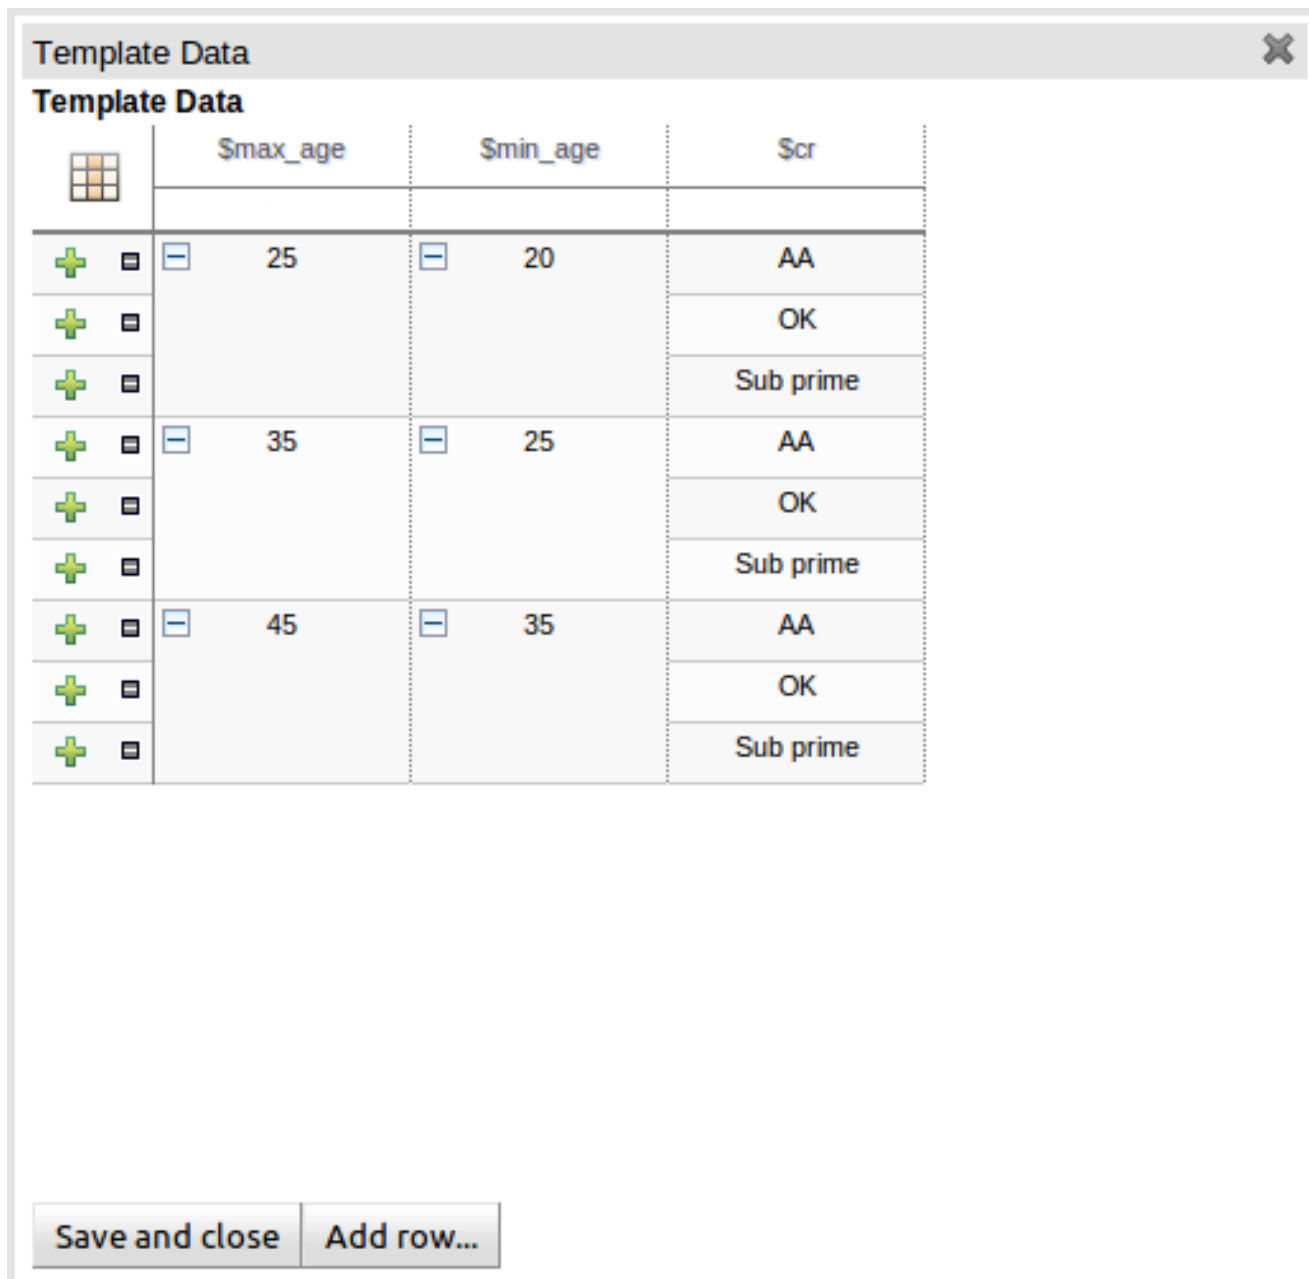 Template Data
Template Data
$max_age $min_age $cr
25 20 AA
OK
Sub prime
35 25 AA
OK
Sub prime
45 35 AA
OK
Sub prime
Save and close Add row...